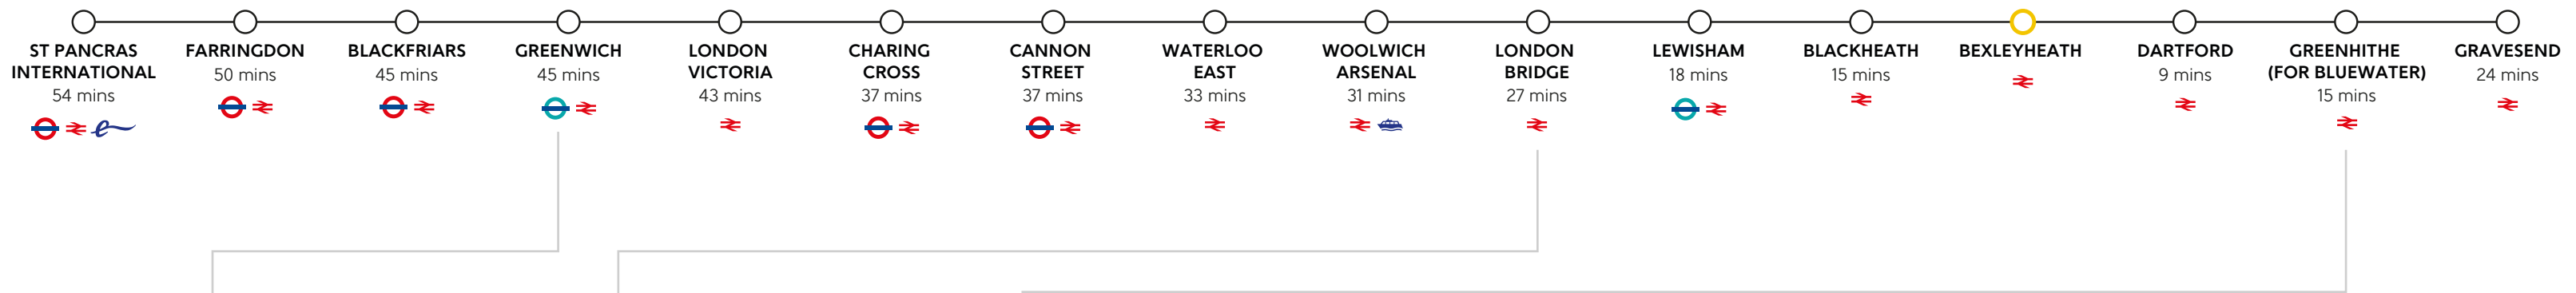 ST PANCRAS
INTERNATIONAL
54 mins
FARRINGDON
50 mins
BLACKFRIARS
45 mins
GREENWICH
45 mins
LONDON
VICTORIA
43 mins
CHARING
CROSS
37 mins
CANNON
STREET
37 mins
WATERLOO
EAST
33 mins
WOOLWICH
ARSENAL
31 mins
LONDON
BRIDGE
27 mins
LEWISHAM
18 mins
BLACKHEATH
15 mins
BEXLEYHEATH
DARTFORD
9 mins
GREENHITHE
(FOR BLUEWATER)
15 mins
GRAVESEND
24 mins